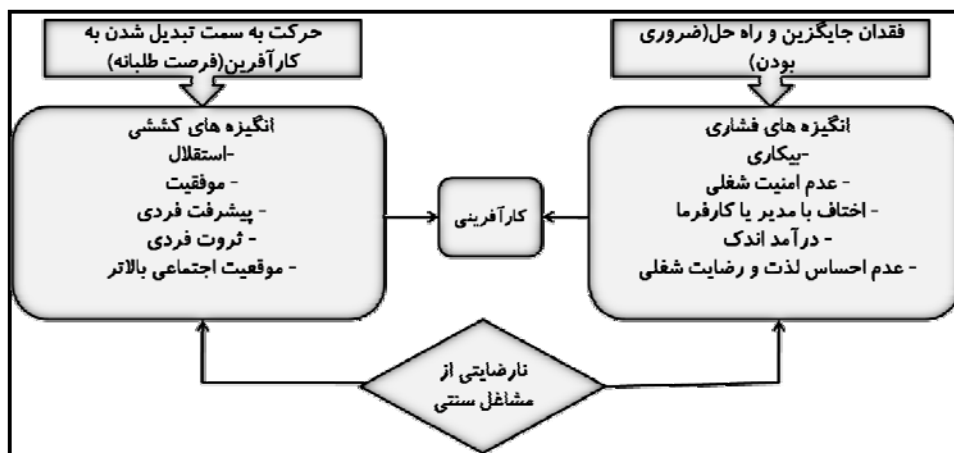 فقدان جایگزین و راه حل(ضروری
بودن)
حرکت به سمت تبدیل شدن به
کارآفرین(فرصت طلبانه)
انگیزه های فشاری
-بیکاری
- عدم امنیت شغلی
- اختاف با مدیر یا کارفرما
- درآمد اندک
- عدم احساس لذت و رضایت شغلی
کارآفرینی
انگیزه های کششی
-استقلال
- موفقیت
- پیشرفت فردی
- ثروت فردی
- موقعیت اجتماعی بالاتر
نارضایتی از
مشاغل سنتی